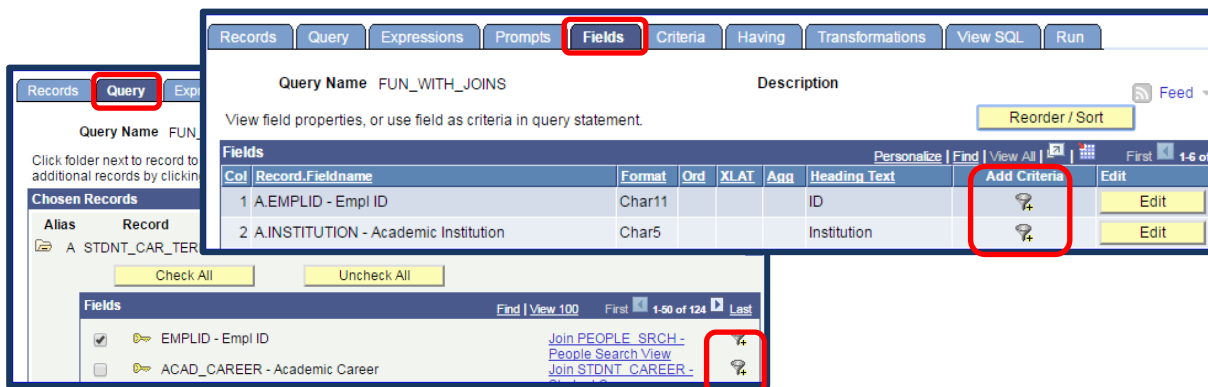 Records Query Expressions Prompts Fields Criteria Having Transformations View SQL Run
Query Name FUN_WITH_JOINS Description
Feed
View field properties, or use field as criteria in query statement. Reorder / Sort
Fields Personalize | Find | View All | | First 1-6 of
Col Record.Fieldname Format Ord XLAT Agg Heading Text Add Criteria Edit
1 A.EMPLID - Empl ID Char11 ID Edit
2 A.INSTITUTION - Academic Institution Char5 Institution Edit
Records Query Exp
Query Name FUN_
Click folder next to record to
additional records by clicking
Chosen Records
Alias Record
A STDNT_CAR_TER
Check All Uncheck All
Fields Find | View 100 First 1-50 of 124 Last
EMPLID - Empl ID Join PEOPLE_SRCH -
People Search View
ACAD_CAREER - Academic Career Join STDNT_CAREER -